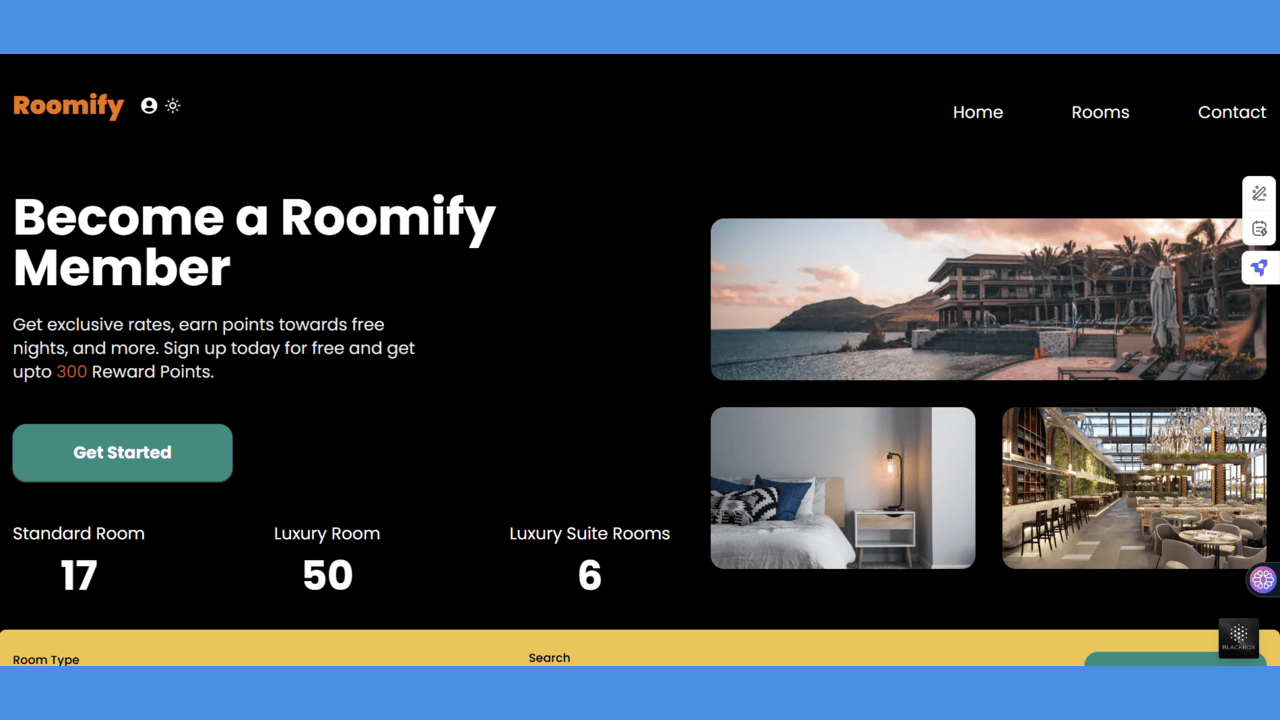 Roomify
Home
Rooms
Contact
Become a Roomify
Member
Get exclusive rates, earn points towards free
nights, and more. Sign up today for free and get
upto 300 Reward Points.
Get Started
Standard Room
17
Luxury Room
50
Luxury Suite Rooms
6
Room Type
Search
BLACKBOX